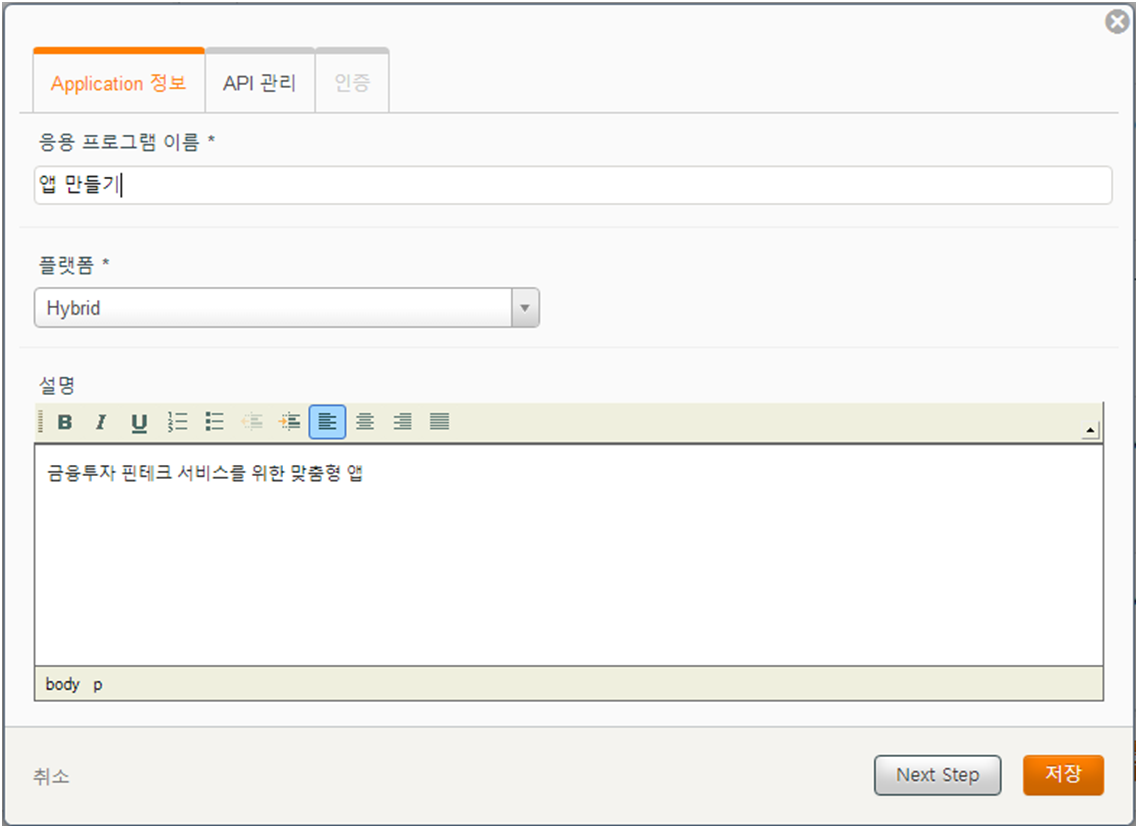 Application 정보 API 관리 인증
응용 프로그램 이름 *
앱 만들기
플랫폼 *
Hybrid
설명
B I U
금융투자 핀테크 서비스를 위한 맞춤형 앱
body p
취소 Next Step 저장